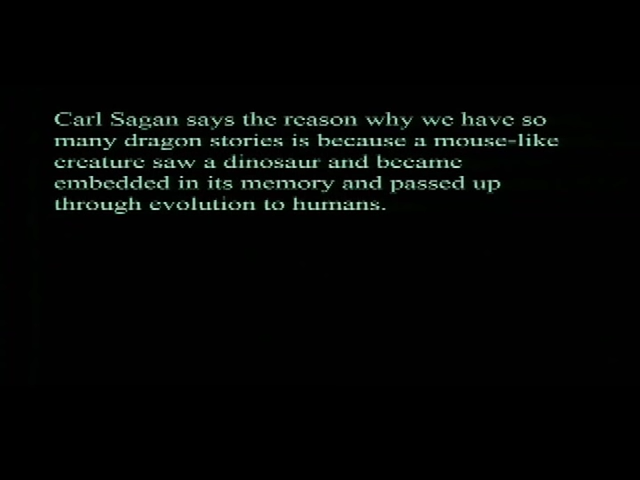 Carl Sagan says the reason why we have so
many dragon stories is because a mouse-like
creature saw a dinosaur and became
embedded in its memory and passed up
through evolution to humans.